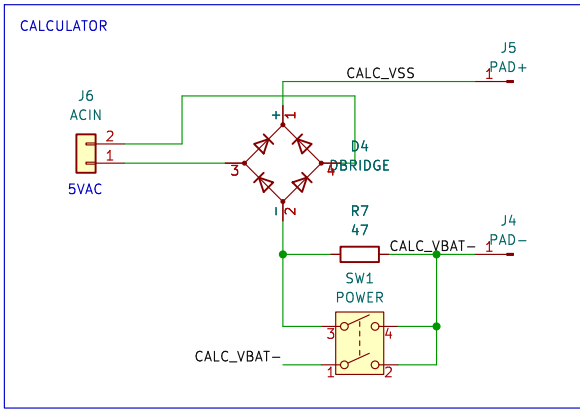 CALCULATOR
J5
PAD+
CALC_VSS
1
J6
ACIN
2
1
5VAC
+
1
D4
DBRIDGE
3
4
-
2
R7
47
J4
PAD-
CALC_VBAT-
1
SW1
POWER
3
4
CALC_VBAT-
1
2